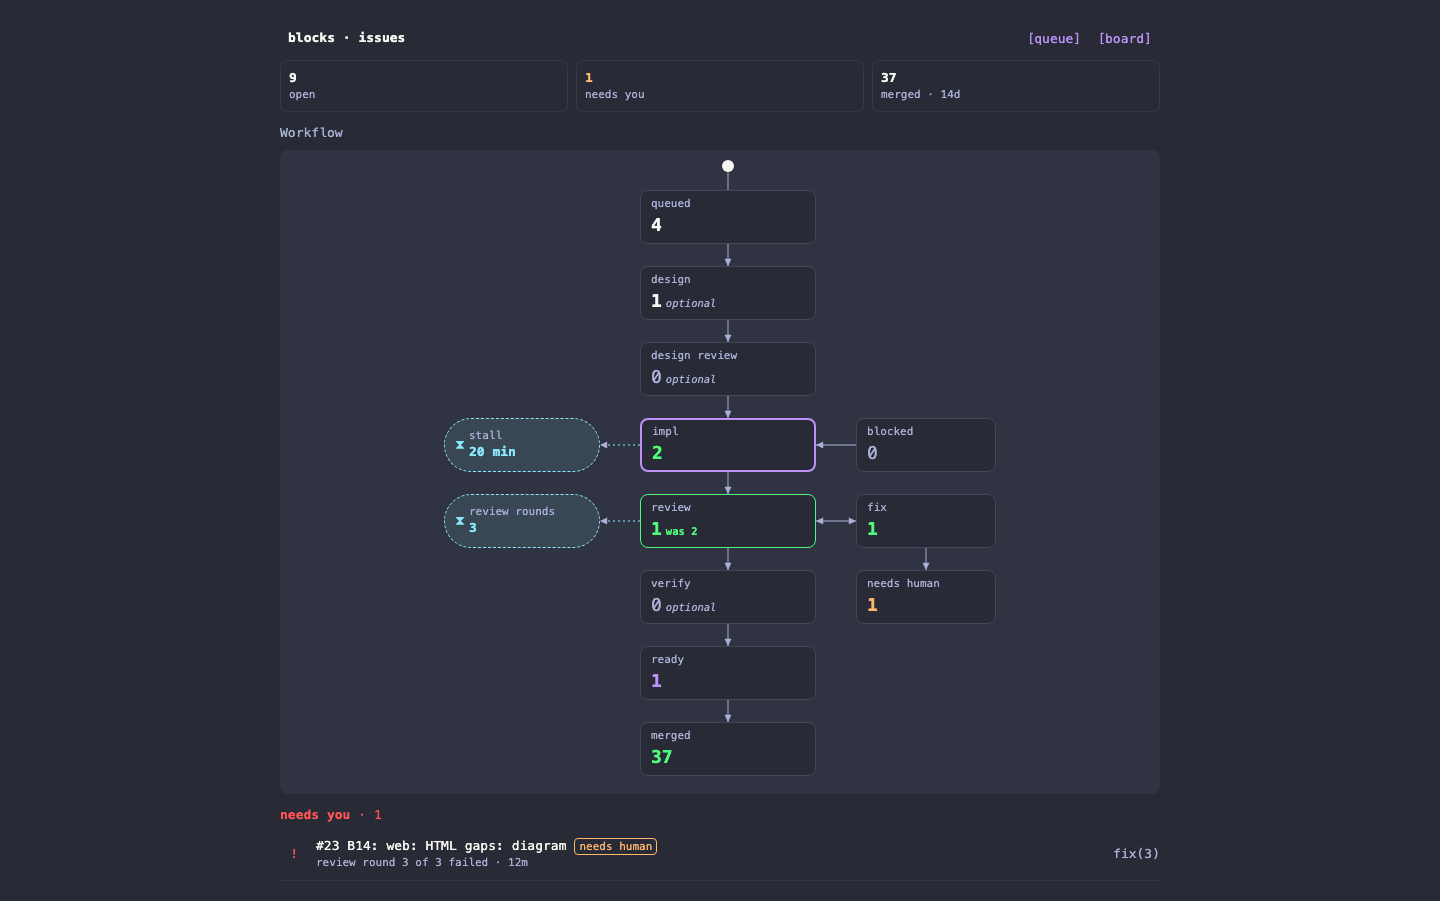 blocks · issues
[queue] [board]
9
open
1
needs you
37
merged · 14d
Workflow
queued
4
design
1 optional
design review
0 optional
stall
20 min
impl
2
blocked
0
review rounds
3
review
1 was 2
fix
1
verify
0 optional
needs human
1
ready
1
merged
37
needs you · 1
! #23 B14: web: HTML gaps: diagram needs human
review round 3 of 3 failed · 12m
fix(3)